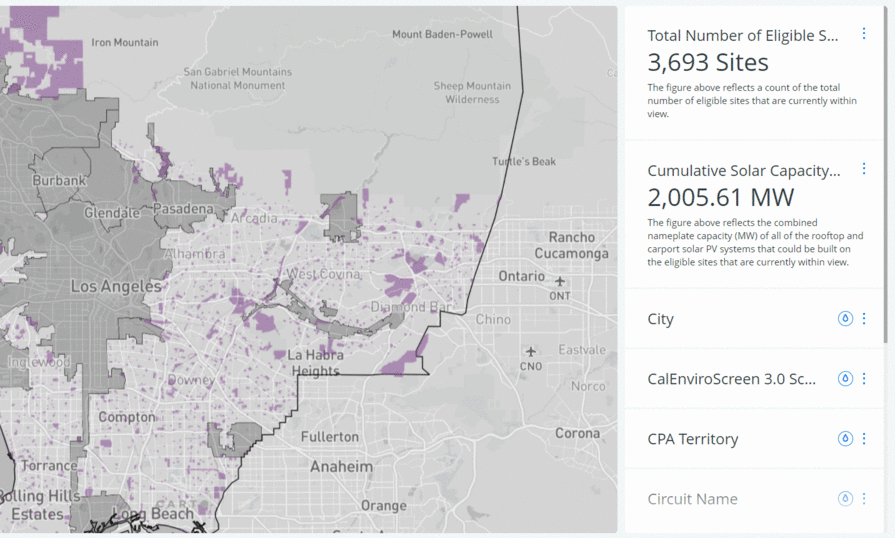 Iron Mountain
Mount Baden-Powell
San Gabriel Mountains
National Monument
Sheep Mountain
Wilderness
Turtle's Beak
Burbank
Glendale
Pasadena
Arcadia
Alhambra
West Covina
Los Angeles
Diamond Bar
Rancho
Cucamonga
Ontario
ONT
Chino
Inglewood
La Habra
Heights
CNO
Eastvale
Downey
Norco
Compton
Fullerton
Corona
Torrance
Anaheim
Rolling Hills
Estates
CARTO
Long Beach
Orange
Total Number of Eligible S...
3,693 Sites
The figure above reflects a count of the total
number of eligible sites that are currently within
view.
Cumulative Solar Capacity...
2,005.61 MW
The figure above reflects the combined
nameplate capacity (MW) of all of the rooftop and
carport solar PV systems that could be built on
the eligible sites that are currently within view.
City
CalEnviroScreen 3.0 Sc...
CPA Territory
Circuit Name